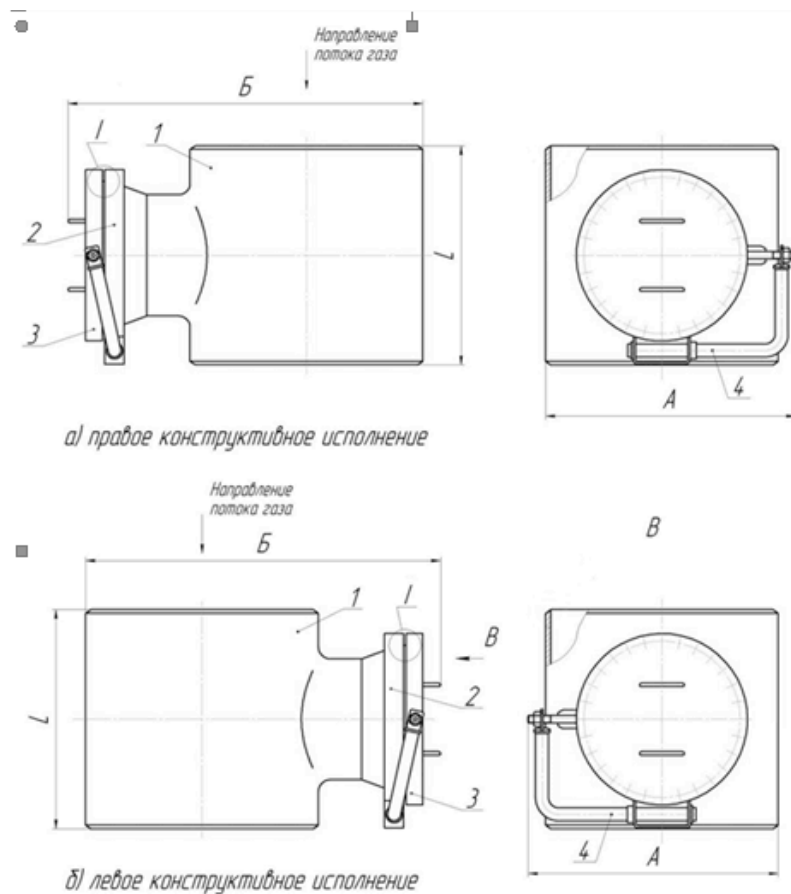 Направление
потока газа
Б
I
1
2
3
L
4
А
а) правое конструктивное исполнение
Направление
потока газа
Б
В
1
I
В
2
L
3
4
А
б) левое конструктивное исполнение